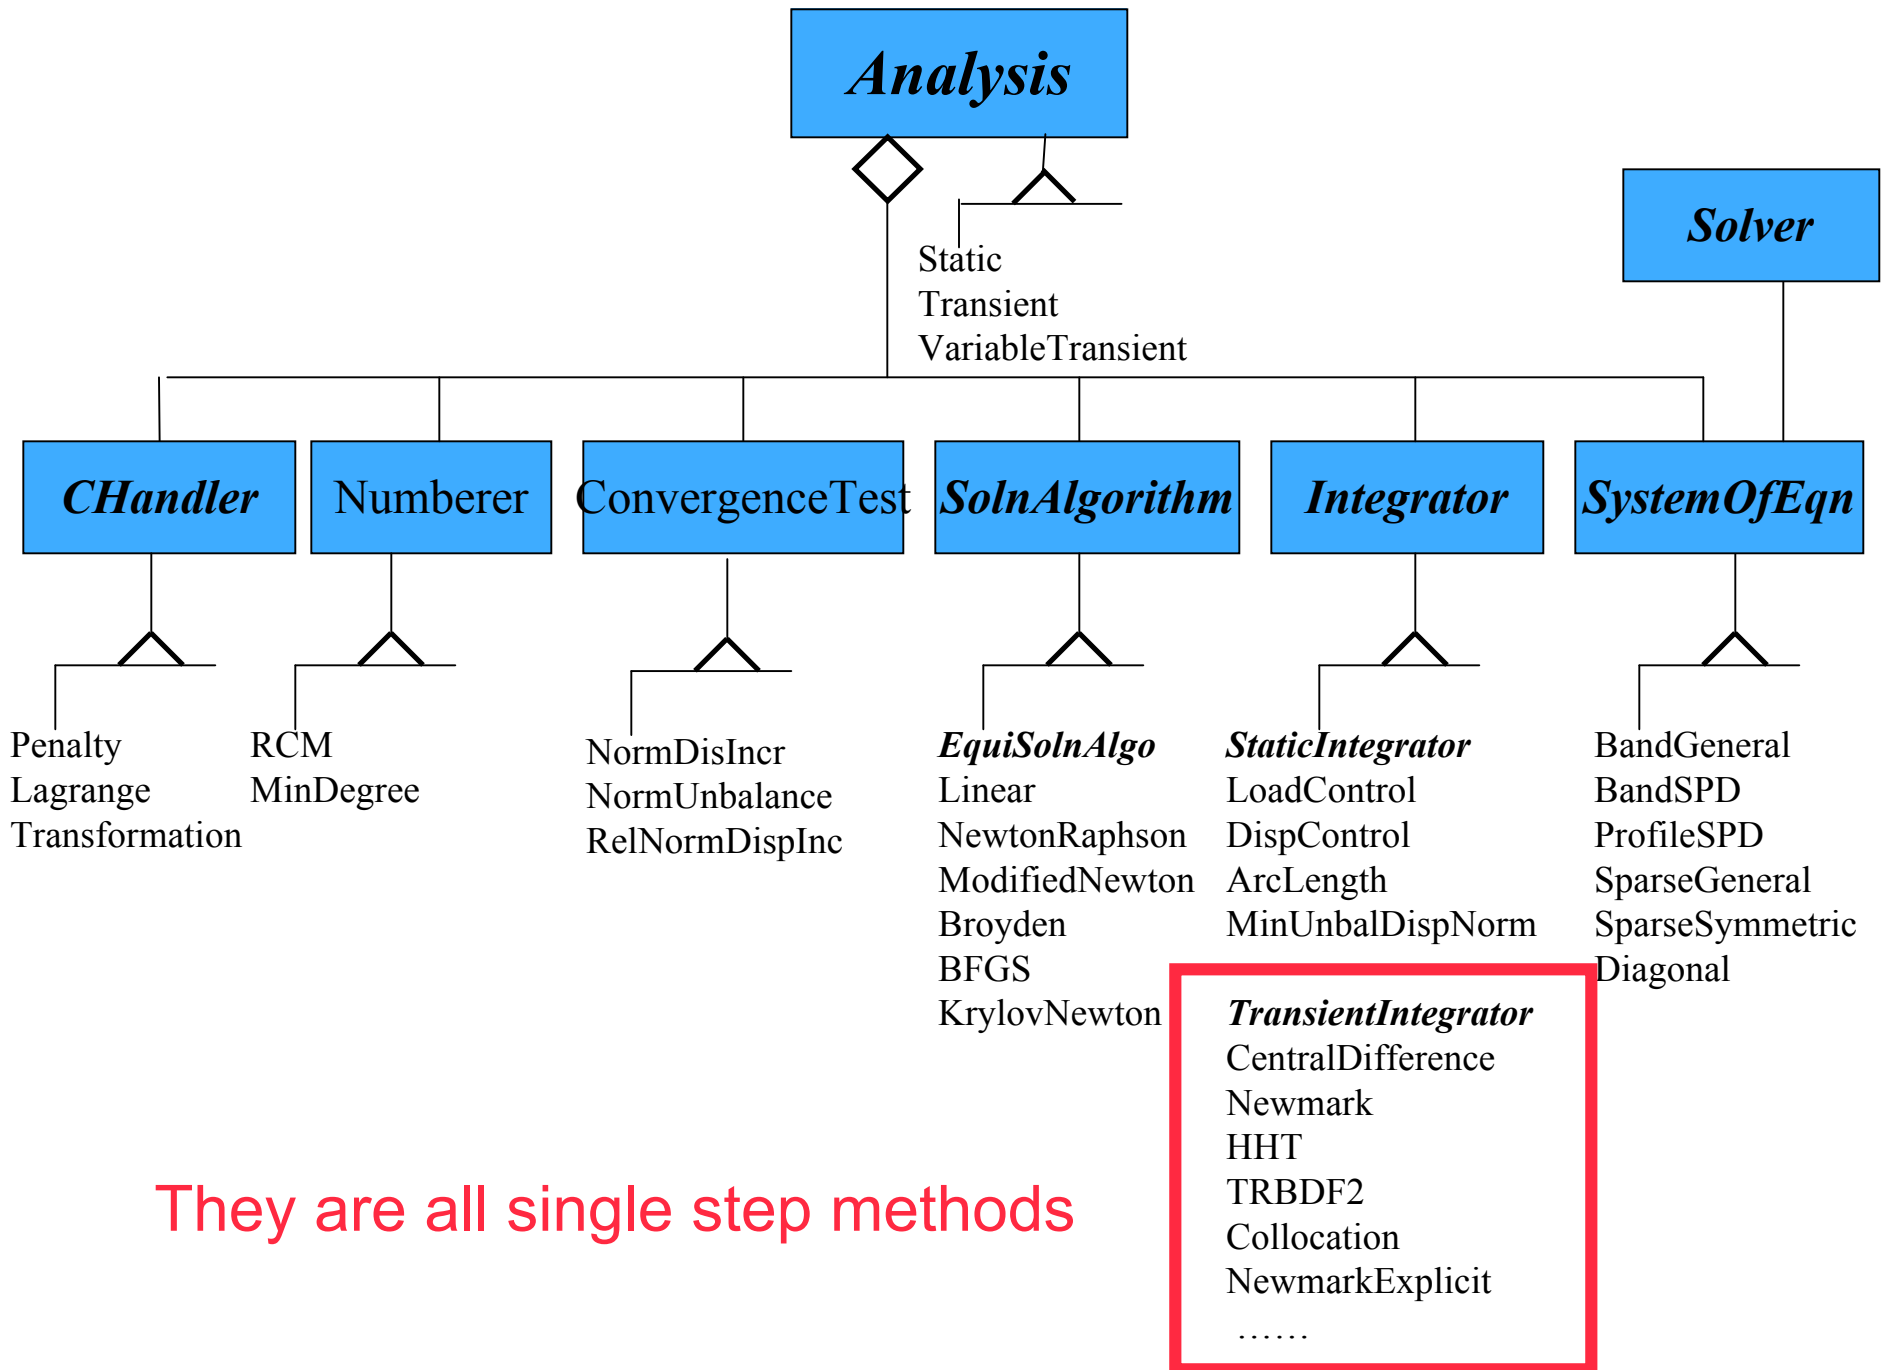 Analysis
Solver
Static
Transient
VariableTransient
CHandler
Numberer
ConvergenceTest
SolnAlgorithm
Integrator
SystemOfEqn
Penalty
Lagrange
Transformation
RCM
MinDegree
NormDisIncr
NormUnbalance
RelNormDispInc
EquiSolnAlgo
Linear
NewtonRaphson
ModifiedNewton
Broyden
BFGS
KrylovNewton
StaticIntegrator
LoadControl
DispControl
ArcLength
MinUnbalDispNorm
TransientIntegrator
CentralDifference
Newmark
HHT
TRBDF2
Collocation
NewmarkExplicit
……
BandGeneral
BandSPD
ProfileSPD
SparseGeneral
SparseSymmetric
Diagonal
They are all single step methods